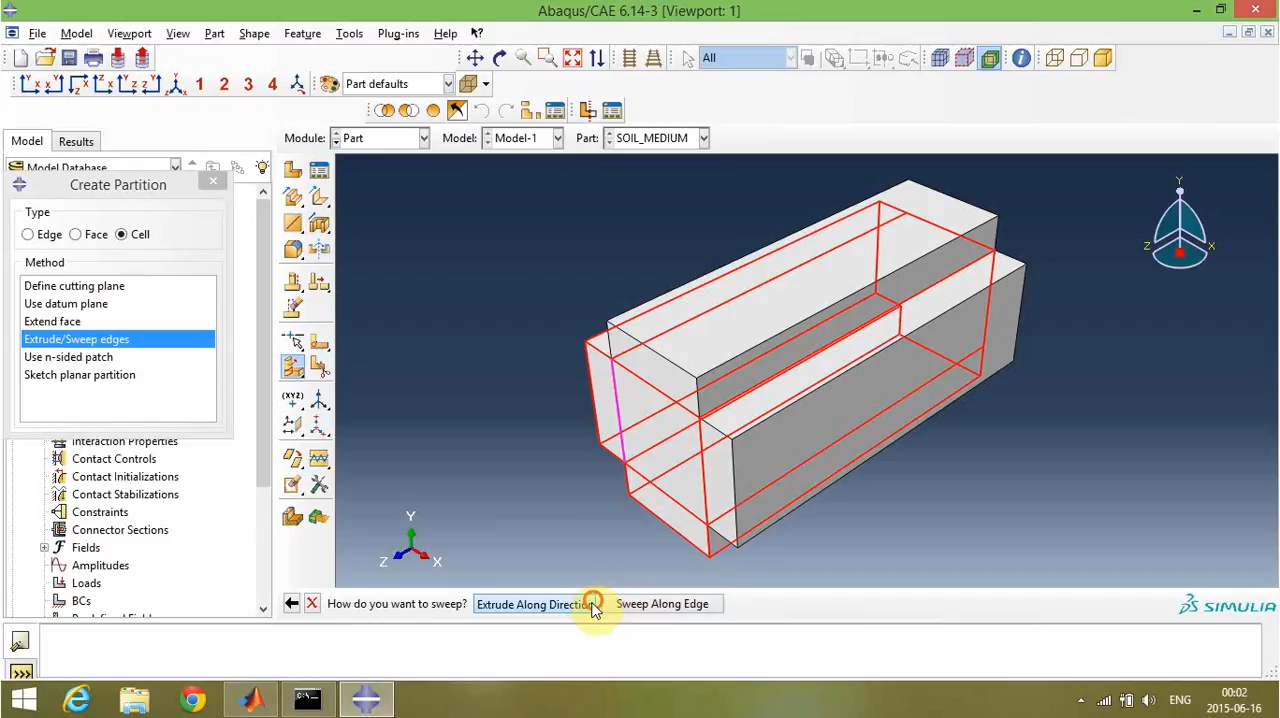 Abaqus/CAE 6.14-3 [Viewport: 1]
File Model Viewport View Part Shape Feature Tools Plug-ins Help
All
1 2 3 4 Part defaults
Module: Part Model: Model-1 Part: SOIL_MEDIUM
Model Results
Model Database
Create Partition
Type
Edge Face Cell
Method
Define cutting plane
Use datum plane
Extend face
Extrude/Sweep edges
Use n-sided patch
Sketch planar partition
Interaction Properties
Contact Controls
Contact Initializations
Contact Stabilizations
Constraints
Connector Sections
Fields
Amplitudes
Loads
BCs
(XYZ)
Y
Z X
Y
Z X
How do you want to sweep? Extrude Along Direction Sweep Along Edge
SIMULIA
>>>
ENG
00:02
2015-06-16